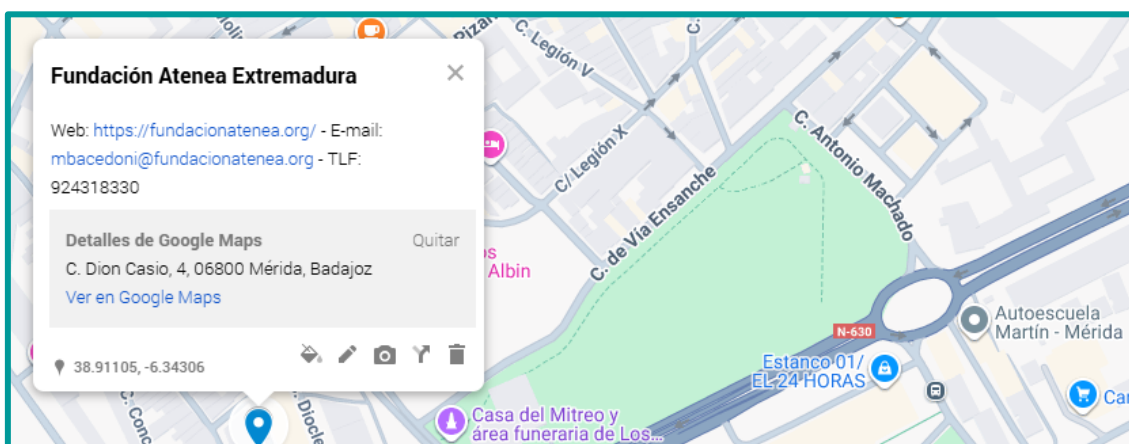 Fundación Atenea Extremadura
Web: https://fundacionatenea.org/ - E-mail:
mbacedoni@fundacionatenea.org - TLF:
924318330
Detalles de Google Maps
Quitar
C. Dion Casio, 4, 06800 Mérida, Badajoz
Ver en Google Maps
38.91105, -6.34306
C. Legión V
C/ Legión X
C. de Vía Ensanche
C. Antonio Machado
Albin
N-630
Autoescuela
Martín - Mérida
Estanco 01/
EL 24 HORAS
Casa del Mitreo y
área funeraria de Los...